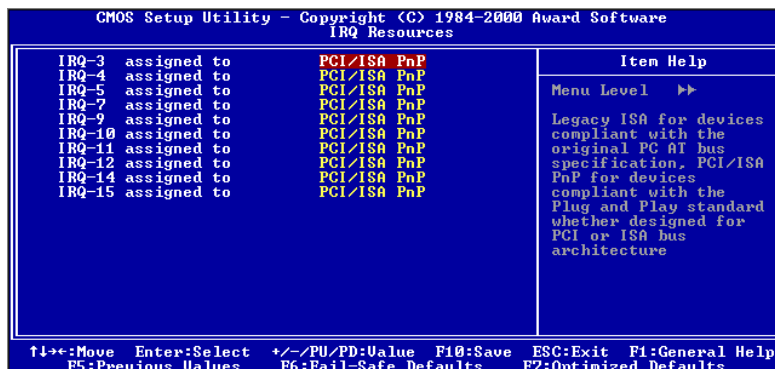 CMOS Setup Utility - Copyright (C) 1984-2000 Award Software
IRQ Resources
IRQ-3 assigned to PCI/ISA PnP
IRQ-4 assigned to PCI/ISA PnP
IRQ-5 assigned to PCI/ISA PnP
IRQ-7 assigned to PCI/ISA PnP
IRQ-9 assigned to PCI/ISA PnP
IRQ-10 assigned to PCI/ISA PnP
IRQ-11 assigned to PCI/ISA PnP
IRQ-12 assigned to PCI/ISA PnP
IRQ-14 assigned to PCI/ISA PnP
IRQ-15 assigned to PCI/ISA PnP
Item Help
Menu Level ▶▶
Legacy ISA for devices
compliant with the
original PC AT bus
specification, PCI/ISA
PnP for devices
compliant with the
Plug and Play standard
whether designed for
PCI or ISA bus
architecture
↑↓→←:Move Enter:Select +/-/PU/PD:Value F10:Save ESC:Exit F1:General Help
F5:Previous Values F6:Fail-Safe Defaults F7:Optimized Defaults